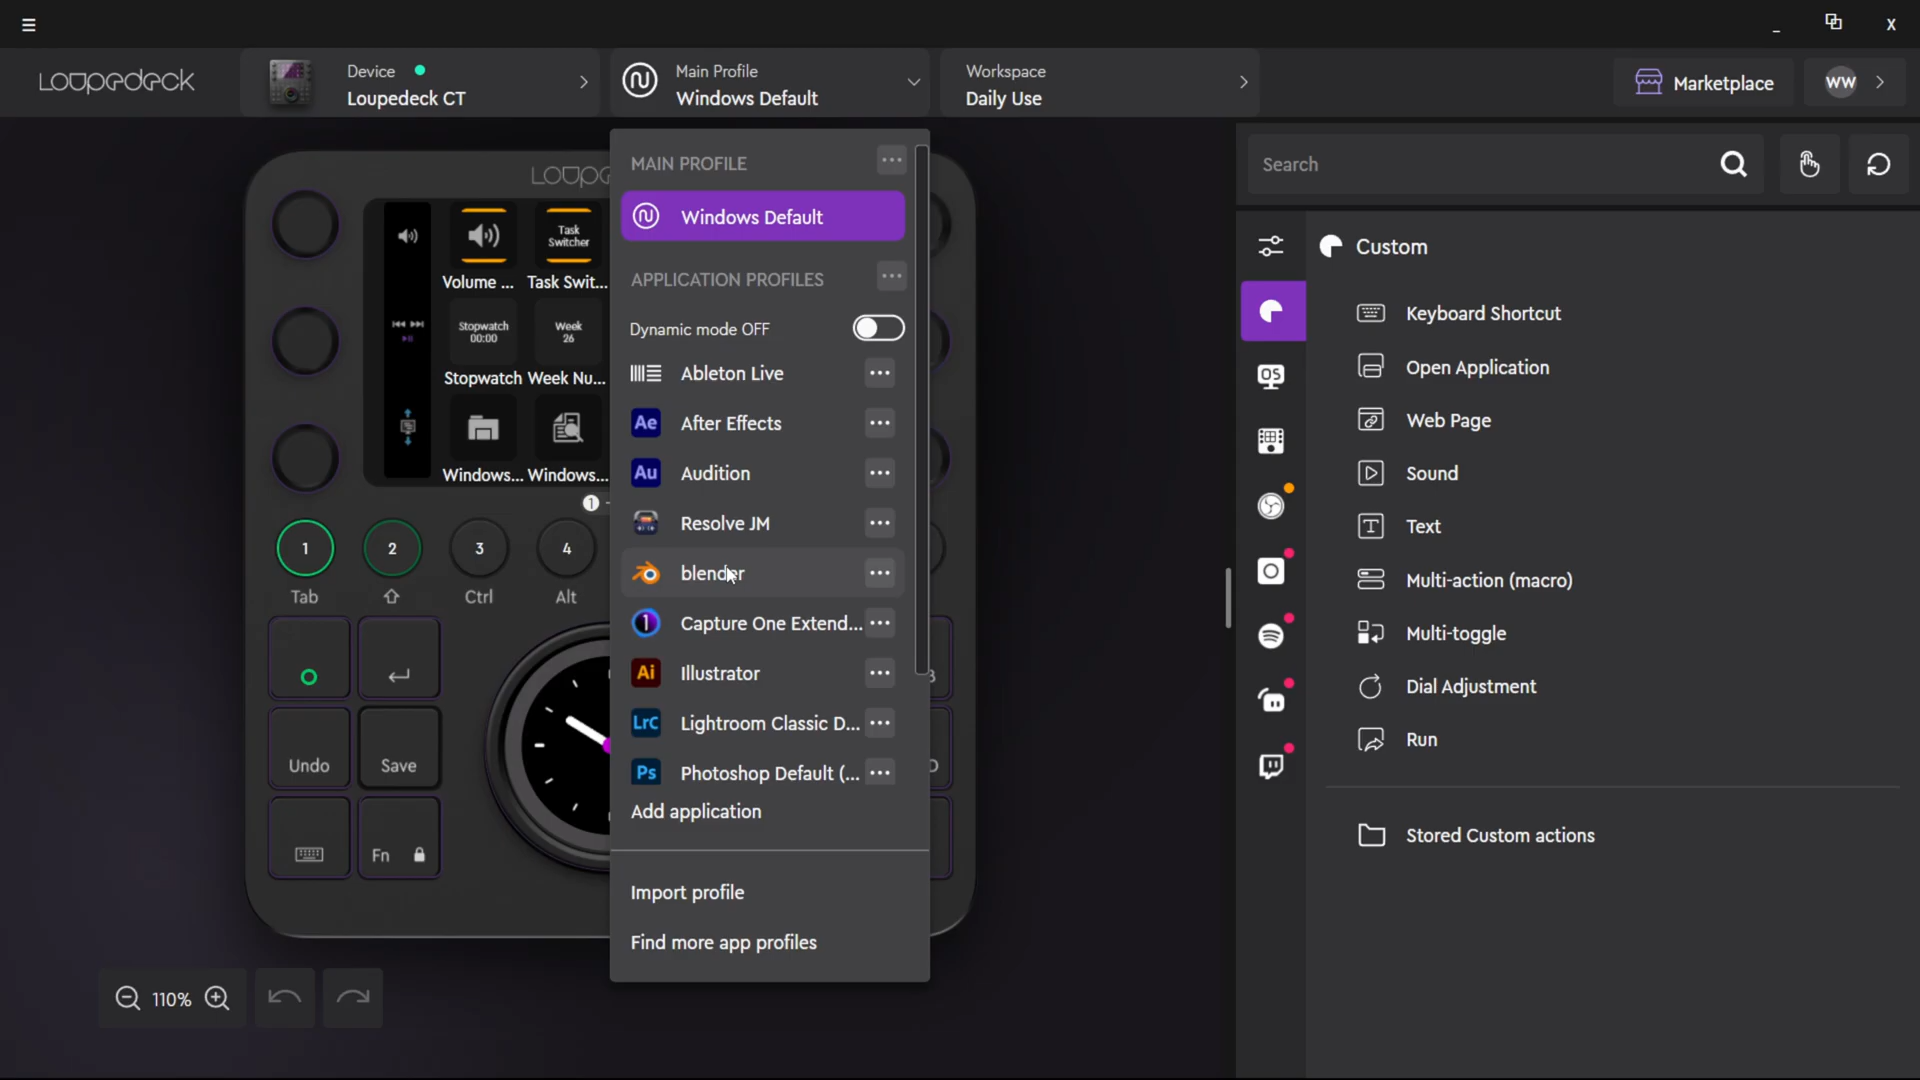 LOUPEDECK
Device
Loupedeck CT
Main Profile
Windows Default
Workspace
Daily Use
Marketplace
WW
MAIN PROFILE
Windows Default
APPLICATION PROFILES
Dynamic mode OFF
Ableton Live
Ae After Effects
Au Audition
Resolve JM
blender
1 Capture One Extend...
Ai Illustrator
LrC Lightroom Classic D...
Ps Photoshop Default (...
Add application
Import profile
Find more app profiles
Task
Switcher
Volume ... Task Swit...
Stopwatch
00:00
Week
26
Stopwatch Week Nu...
Windows... Windows...
1
1 2 3 4
Tab Ctrl Alt
Undo Save
Fn
110%
Search
Custom
OS
Keyboard Shortcut
Open Application
Web Page
Sound
T Text
Multi-action (macro)
Multi-toggle
Dial Adjustment
Run
Stored Custom actions